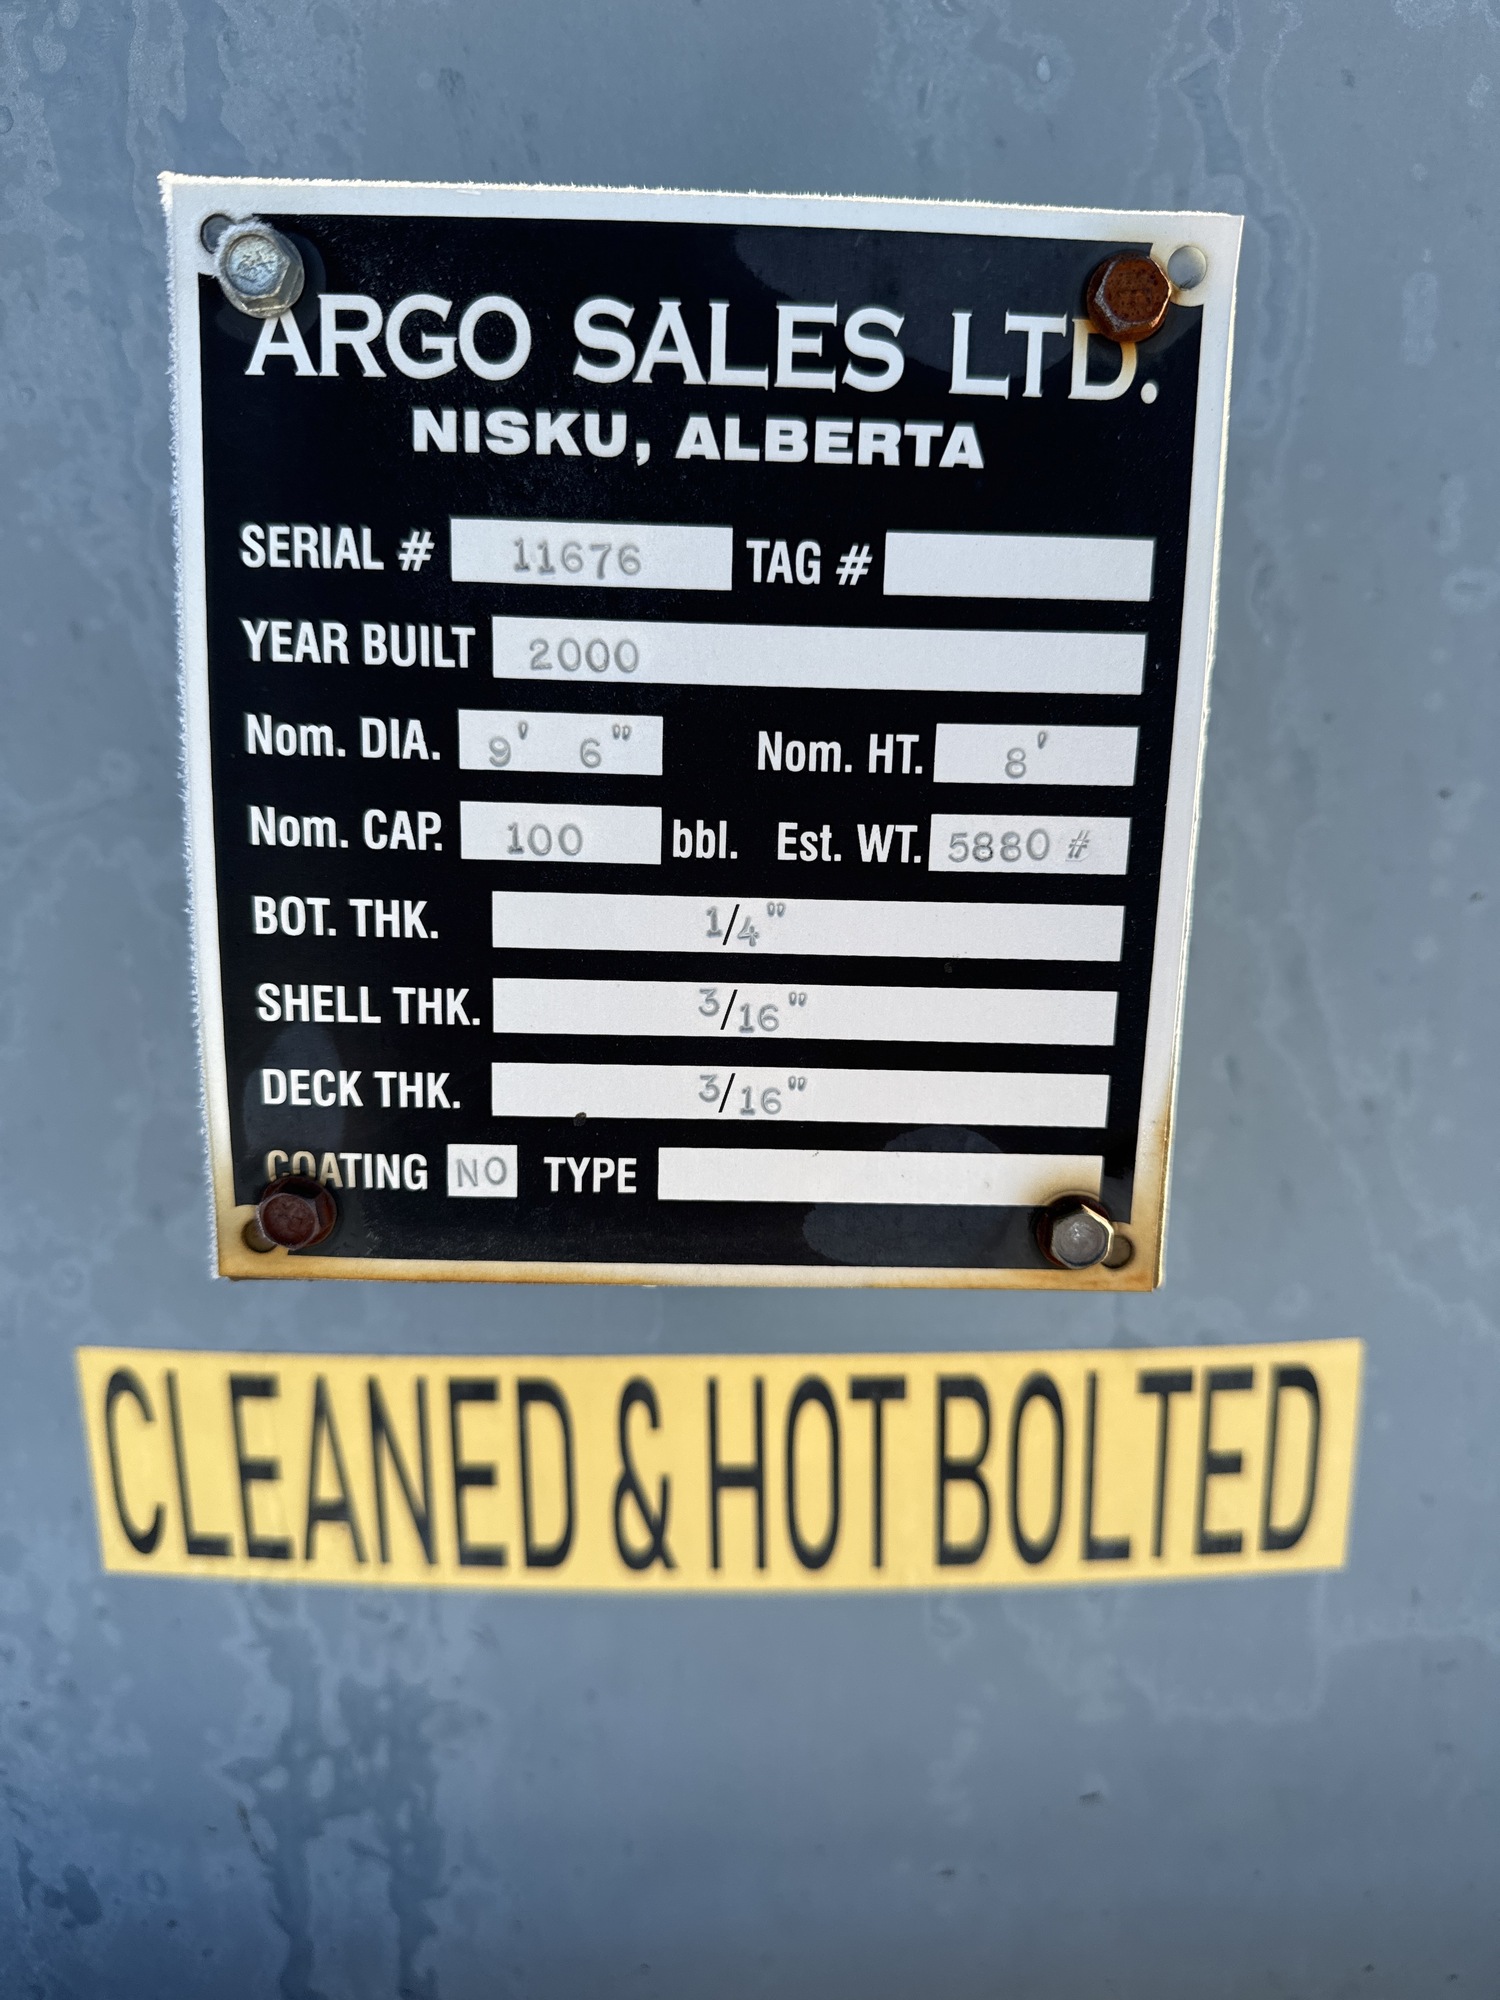 ARGO SALES LTD.
NISKU, ALBERTA
SERIAL # 11676 TAG #
YEAR BUILT 2000
Nom. DIA. 9' 6" Nom. HT. 8'
Nom. CAP. 100 bbl. Est. WT. 5880 #
BOT. THK. 1/4"
SHELL THK. 3/16"
DECK THK. 3/16"
COATING NO TYPE
CLEANED & HOT BOLTED